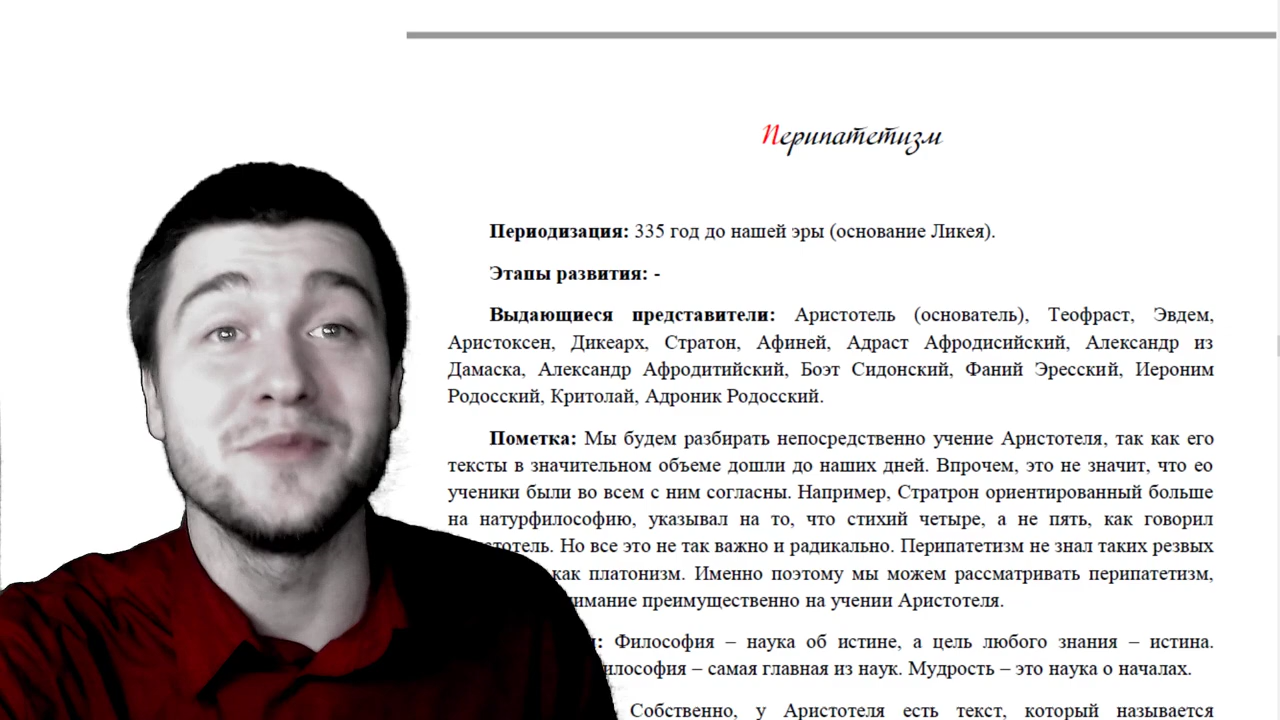 Перипатетизм
Периодизация: 335 год до нашей эры (основание Ликея).
Этапы развития: -
Выдающиеся представители: Аристотель (основатель), Теофраст, Эвдем,
Аристоксен, Дикеарх, Стратон, Афиней, Адраст Афродисийский, Александр из
Дамаска, Александр Афродитийский, Боэт Сидонский, Фаний Эресский, Иероним
Родосский, Критолай, Адроник Родосский.
Пометка: Мы будем разбирать непосредственно учение Аристотеля, так как его
тексты в значительном объеме дошли до наших дней. Впрочем, это не значит, что ео
ученики были во всем с ним согласны. Например, Стратрон ориентированный больше
на натурфилософию, указывал на то, что стихий четыре, а не пять, как говорил
Но все это не так важно и радикально. Перипатетизм не знал таких резвых
как платонизм. Именно поэтому мы можем рассматривать перипатетизм,
преимущественно на учении Аристотеля.
Философия – наука об истине, а цель любого знания – истина.
– самая главная из наук. Мудрость – это наука о началах.
Собственно, у Аристотеля есть текст, который называется